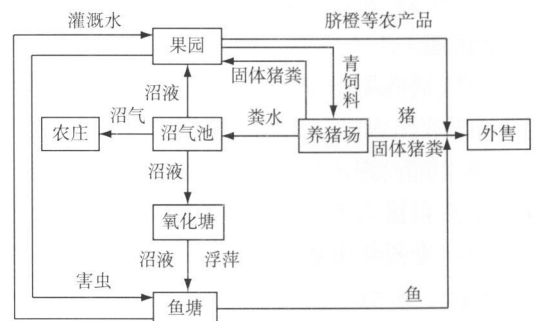 灌溉水
果园
脐橙等农产品
固体猪粪
青饲料
沼液
农庄
沼气
沼气池
粪水
养猪场
猪
固体猪粪
外售
沼液
氧化塘
沼液
浮萍
害虫
鱼塘
鱼